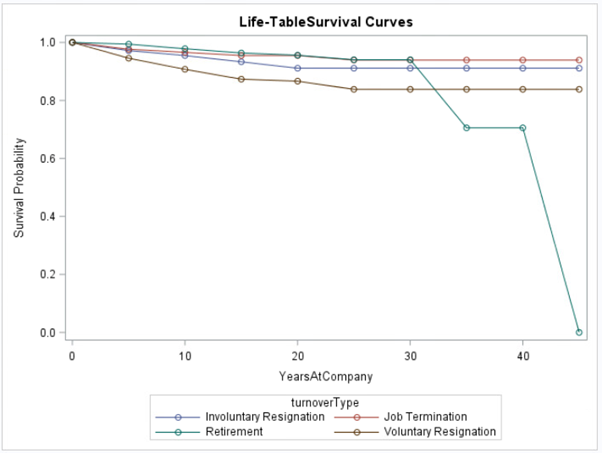 Life-TableSurvival Curves
1.0
0.8
0.6
0.4
0.2
0.0
Survival Probability
0 10 20 30 40
YearsAtCompany
turnoverType
Involuntary Resignation Job Termination
Retirement Voluntary Resignation